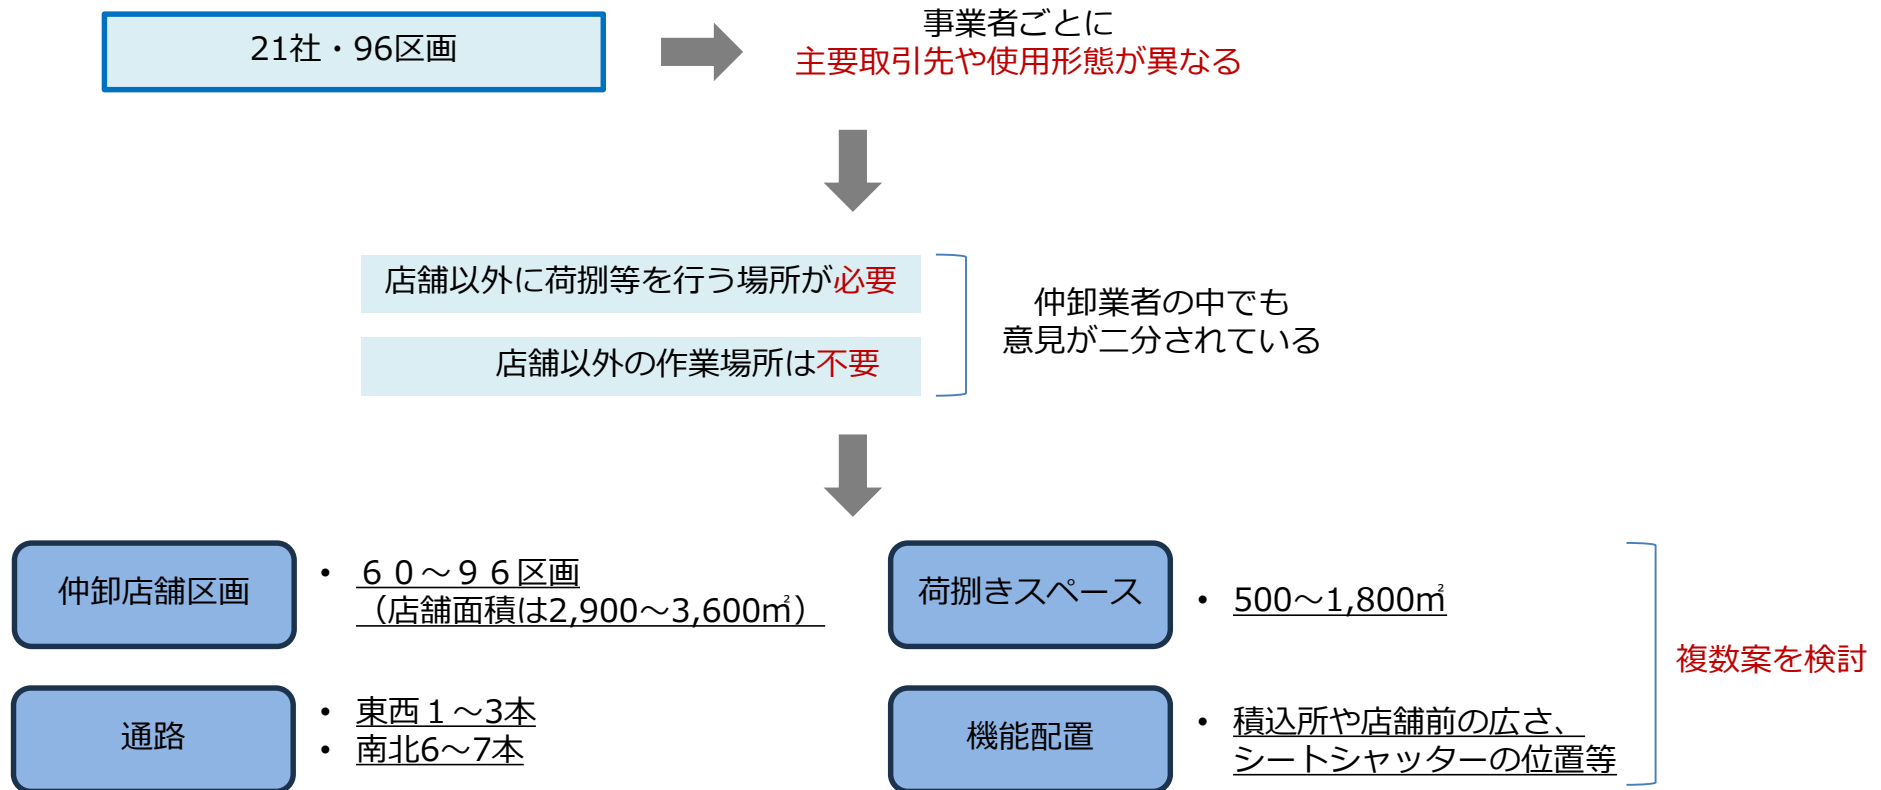 21社・96区画
事業者ごとに
主要取引先や使用形態が異なる
店舗以外に荷捌等を行う場所が必要
店舗以外の作業場所は不要
仲卸業者の中でも
意見が二分されている
仲卸店舗区画
• ６０～９６区画
（店舗面積は2,900～3,600㎡）
荷捌きスペース
• 500～1,800㎡
通路
• 東西１～3本
• 南北6～7本
機能配置
• 積込所や店舗前の広さ、
シートシャッターの位置等
複数案を検討